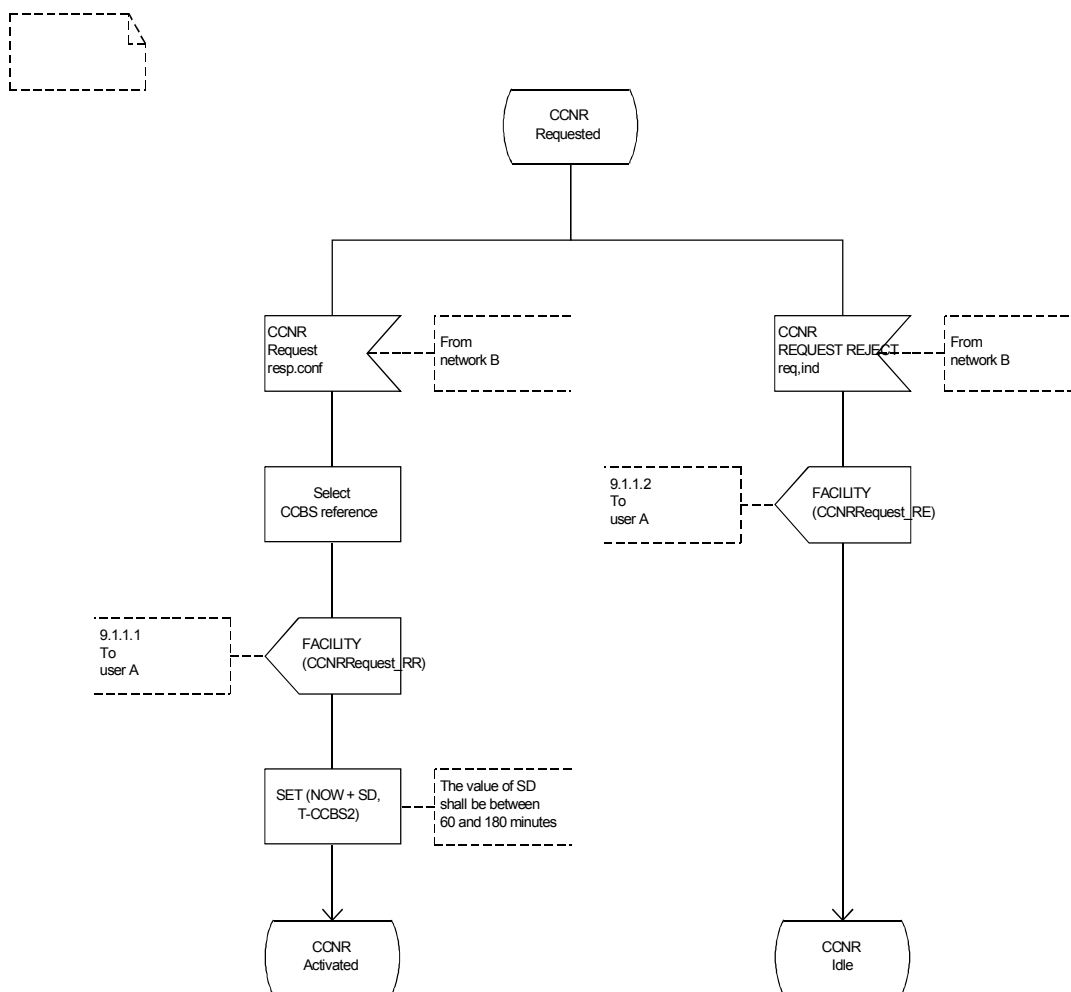 CCNR
Requested
CCNR
Request
resp.conf
From
network B
CCNR
REQUEST REJECT
req,ind
From
network B
Select
CCBS reference
9.1.1.2
To
user A
FACILITY
(CCNRRequest_RE)
9.1.1.1
To
user A
FACILITY
(CCNRRequest_RR)
SET (NOW + SD,
T-CCBS2)
The value of SD
shall be between
60 and 180 minutes
CCNR
Activated
CCNR
Idle